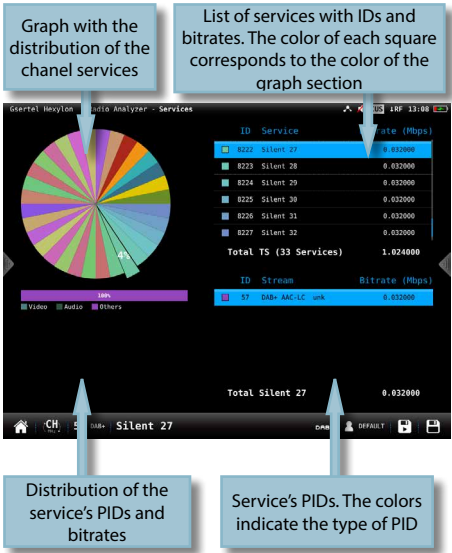 Graph with the
distribution of the
chanel services
List of services with IDs and
bitrates. The color of each square
corresponds to the color of the
graph section
Gsertel Hexylon adio Analyzer - Services
RF 13:08
ID Service rate (Mbps)
8222 Silent 27 0.032000
8223 Silent 28 0.032000
8224 Silent 29 0.032000
8225 Silent 30 0.032000
8226 Silent 31 0.032000
8227 Silent 32 0.032000
Total TS (33 Services) 1.024000
4%
100%
Video Audio Others
ID Stream Bitrate (Mbps)
57 DAB+ AAC-LC unk 0.032000
Total Silent 27 0.032000
CH 5 DAB+ Silent 27 DAB DEFAULT
Distribution of the
service's PIDs and
bitrates
Service's PIDs. The colors
indicate the type of PID